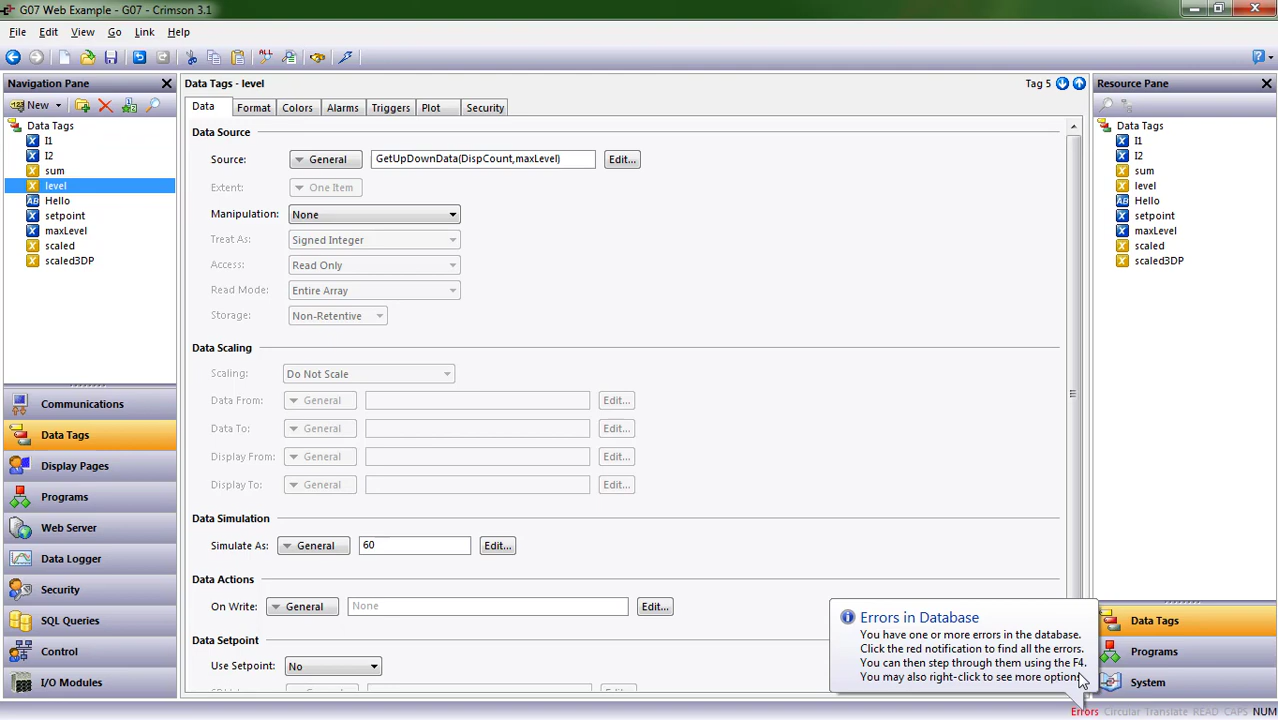 G07 Web Example - G07 - Crimson 3.1
File Edit View Go Link Help
ALL
Navigation Pane
New
Data Tags
I1
I2
sum
level
Hello
setpoint
maxLevel
scaled
scaled3DP
Communications
Data Tags
Display Pages
Programs
Web Server
Data Logger
Security
SQL Queries
Control
I/O Modules
Data Tags - level
Tag 5
Data Format Colors Alarms Triggers Plot Security
Data Source
Source: General GetUpDownData(DispCount,maxLevel) Edit...
Extent: One Item
Manipulation: None
Treat As: Signed Integer
Access: Read Only
Read Mode: Entire Array
Storage: Non-Retentive
Data Scaling
Scaling: Do Not Scale
Data From: General Edit...
Data To: General Edit...
Display From: General Edit...
Display To: General Edit...
Data Simulation
Simulate As: General 60 Edit...
Data Actions
On Write: General None Edit...
Data Setpoint
Use Setpoint: No
Resource Pane
Data Tags
I1
I2
sum
level
Hello
setpoint
maxLevel
scaled
scaled3DP
Data Tags
Programs
System
Errors in Database
You have one or more errors in the database.
Click the red notification to find all the errors.
You can then step through them using the F4.
You may also right-click to see more options
Errors Circular Translate READ CAPS NUM